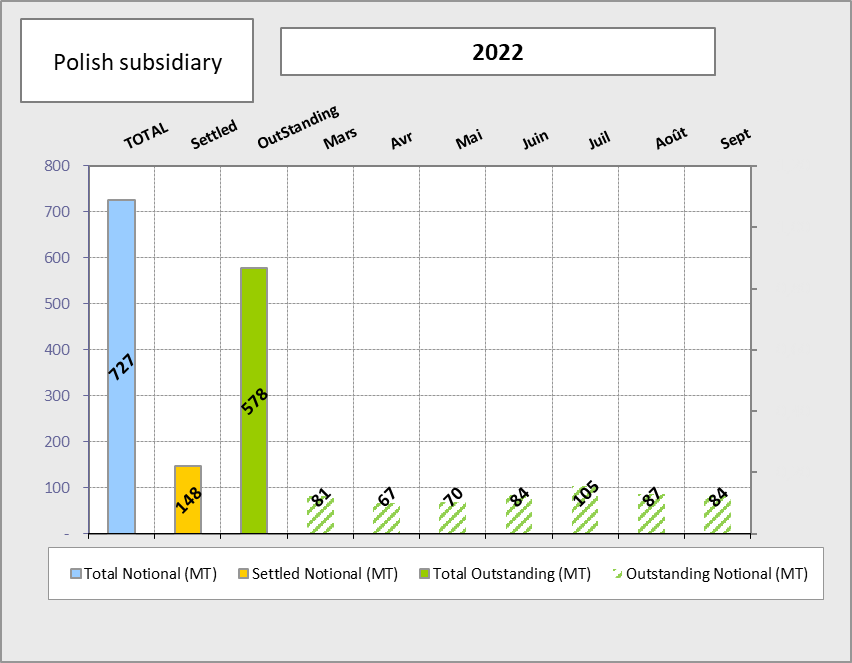 Polish subsidiary
2022
TOTAL Settled OutStanding Mars Avr Mai Juin Juil Août Sept
800
700
600
500
400
300
200
100
-
727 148 578 81 67 70 84 105 87 84
Total Notional (MT) Settled Notional (MT) Total Outstanding (MT) Outstanding Notional (MT)